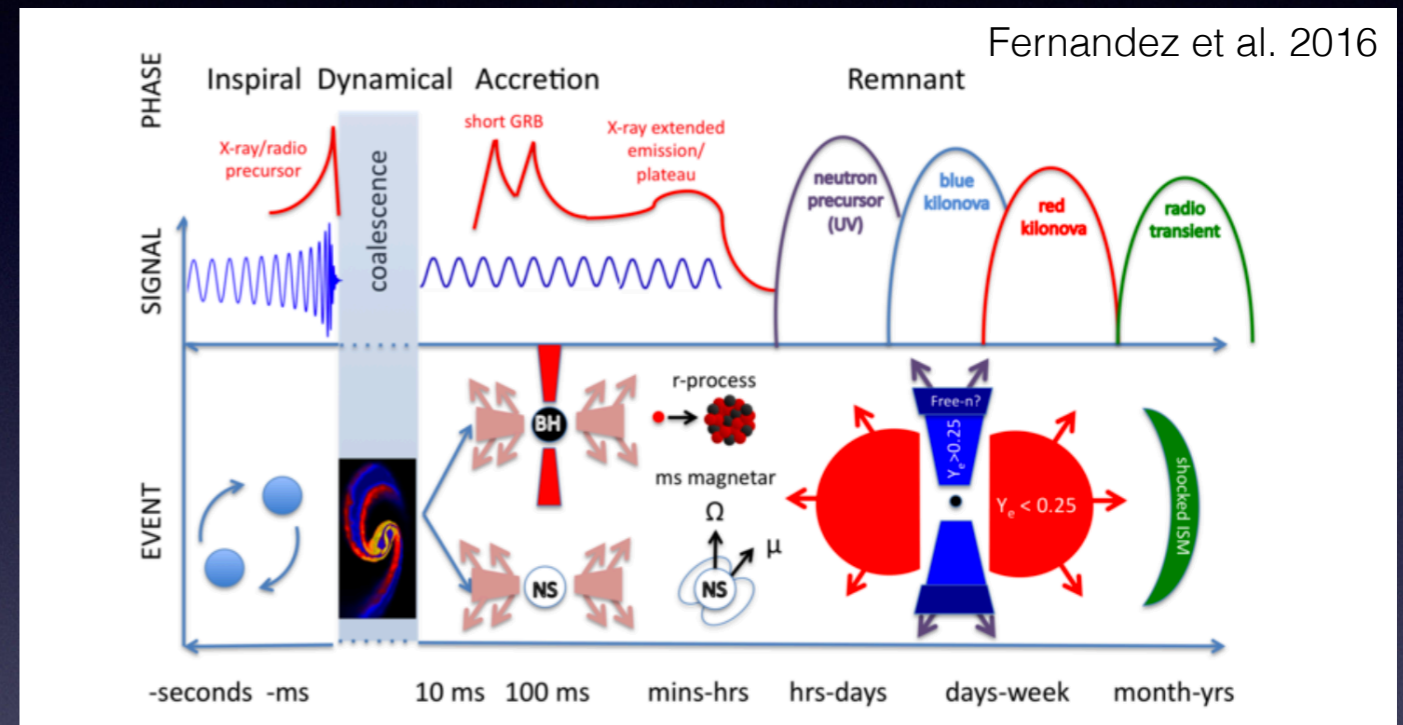 Fernandez et al. 2016
PHASE
Inspiral Dynamical Accretion Remnant
SIGNAL
X-ray/radio
precursor
coalescence
short GRB
X-ray extended
emission/
plateau
neutron
precursor
(UV)
blue
kilonova
red
kilonova
radio
transient
EVENT
BH
NS
r-process
ms magnetar
Ω
μ
NS
Free-n?
Yₑ>0.25
Yₑ < 0.25
shocked ISM
-seconds -ms 10 ms 100 ms mins-hrs hrs-days days-week month-yrs